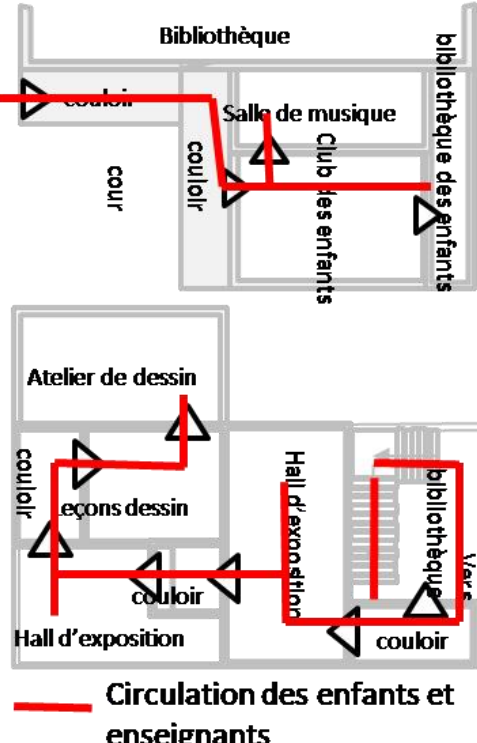 Bibliothèque
couloir
Salle de musique
bibliothèque des enfants
Club des enfants
couloir
cour
Atelier de dessin
couloir
Leçons dessin
Hall d'exposition
bibliothèque
Vers
couloir
Hall d'exposition
couloir
Circulation des enfants et
enseignants